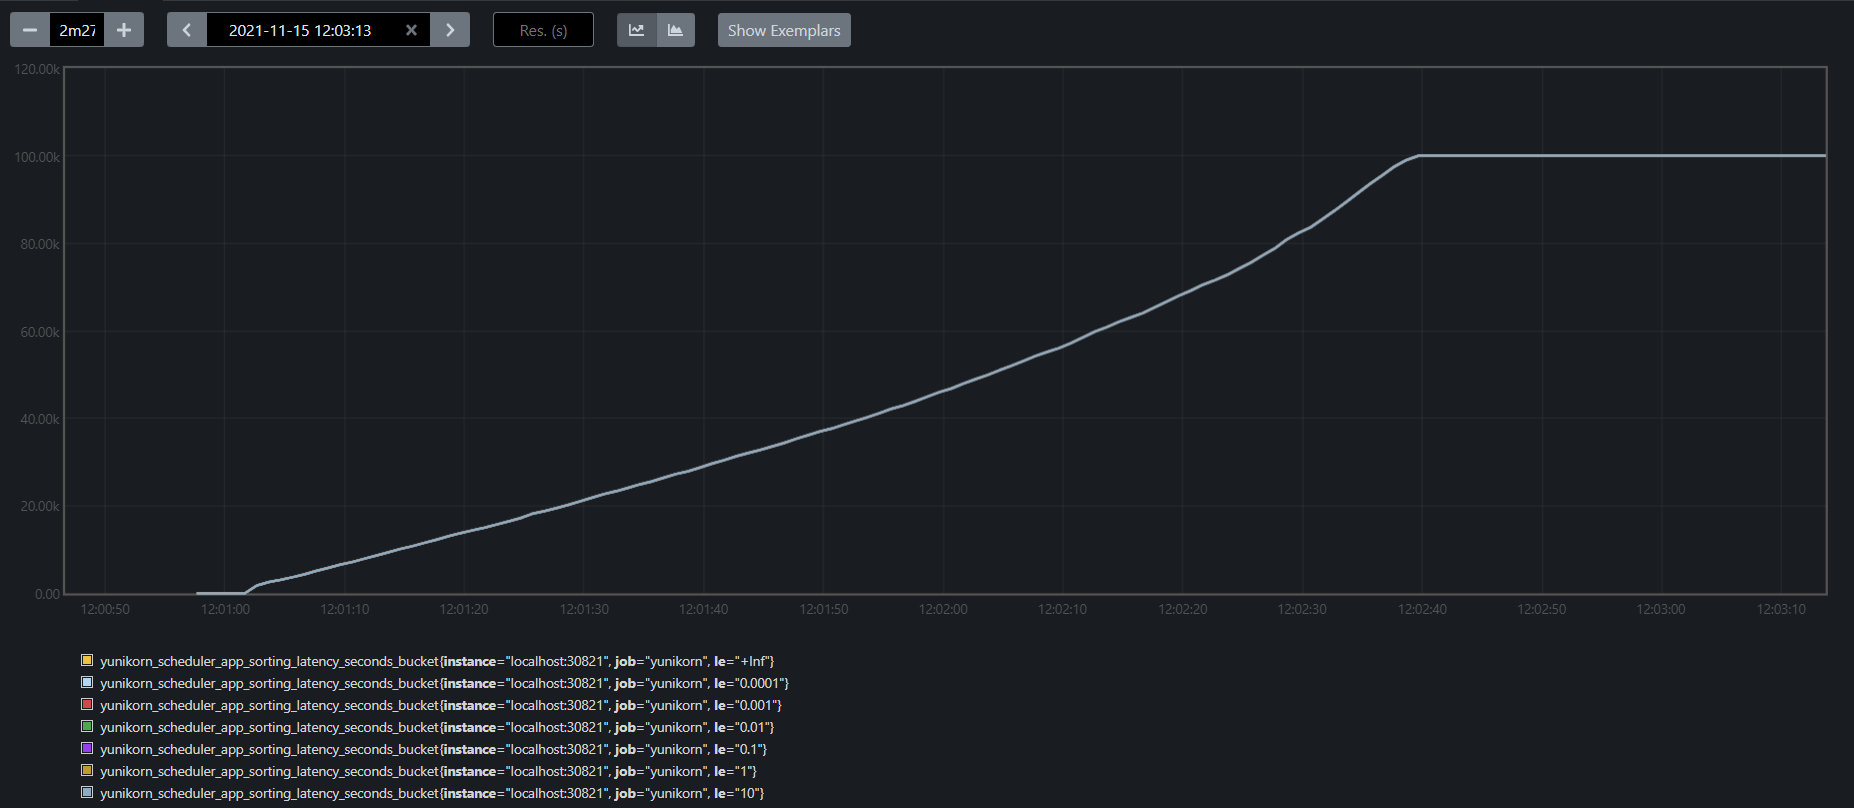 2m27 2021-11-15 12:03:13 Res. (s) Show Exemplars
120.00k
100.00k
80.00k
60.00k
40.00k
20.00k
0.00
12:00:50 12:01:00 12:01:10 12:01:20 12:01:30 12:01:40 12:01:50 12:02:00 12:02:10 12:02:20 12:02:30 12:02:40 12:02:50 12:03:00 12:03:10
yunikorn_scheduler_app_sorting_latency_seconds_bucket{instance="localhost:30821", job="yunikorn", le="+Inf"}
yunikorn_scheduler_app_sorting_latency_seconds_bucket{instance="localhost:30821", job="yunikorn", le="0.0001"}
yunikorn_scheduler_app_sorting_latency_seconds_bucket{instance="localhost:30821", job="yunikorn", le="0.001"}
yunikorn_scheduler_app_sorting_latency_seconds_bucket{instance="localhost:30821", job="yunikorn", le="0.01"}
yunikorn_scheduler_app_sorting_latency_seconds_bucket{instance="localhost:30821", job="yunikorn", le="0.1"}
yunikorn_scheduler_app_sorting_latency_seconds_bucket{instance="localhost:30821", job="yunikorn", le="1"}
yunikorn_scheduler_app_sorting_latency_seconds_bucket{instance="localhost:30821", job="yunikorn", le="10"}